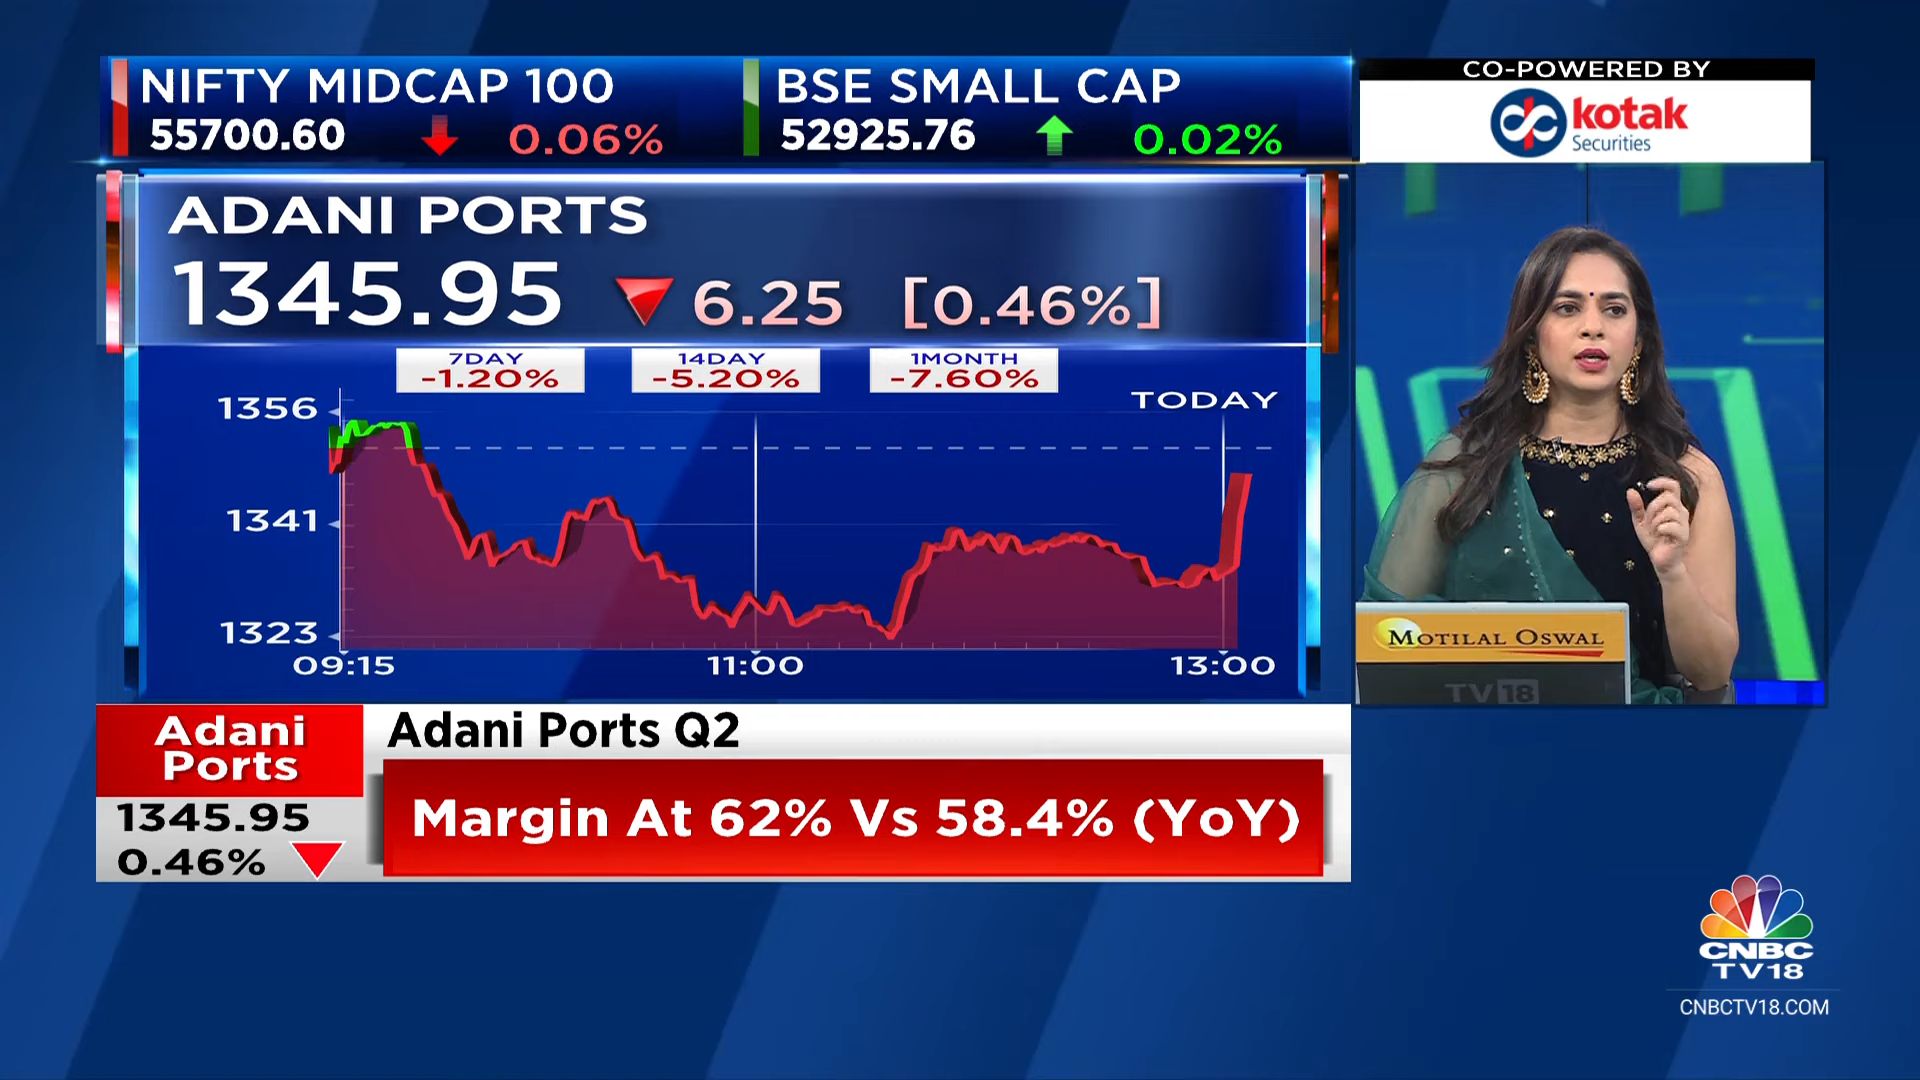 NIFTY MIDCAP 100
55700.60 0.06%
BSE SMALL CAP
52925.76 0.02%
CO-POWERED BY
kotak
Securities
ADANI PORTS
1345.95 6.25 [0.46%]
7DAY
-1.20%
14DAY
-5.20%
1MONTH
-7.60%
TODAY
1356
1341
1323
09:15 11:00 13:00
MOTILAL OSWAL
TV18
Adani
Ports
1345.95
0.46%
Adani Ports Q2
Margin At 62% Vs 58.4% (YoY)
CNBC
TV18
CNBCTV18.COM